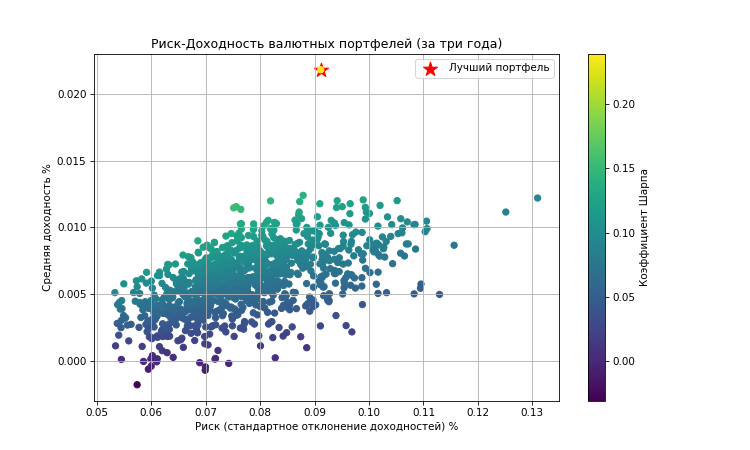 Риск-Доходность валютных портфелей (за три года)
Лучший портфель
Средняя доходность %
0.020
0.015
0.010
0.005
0.000
0.05 0.06 0.07 0.08 0.09 0.10 0.11 0.12 0.13
Риск (стандартное отклонение доходностей) %
0.20
0.15
0.10
0.05
0.00
Коэффициент Шарпа